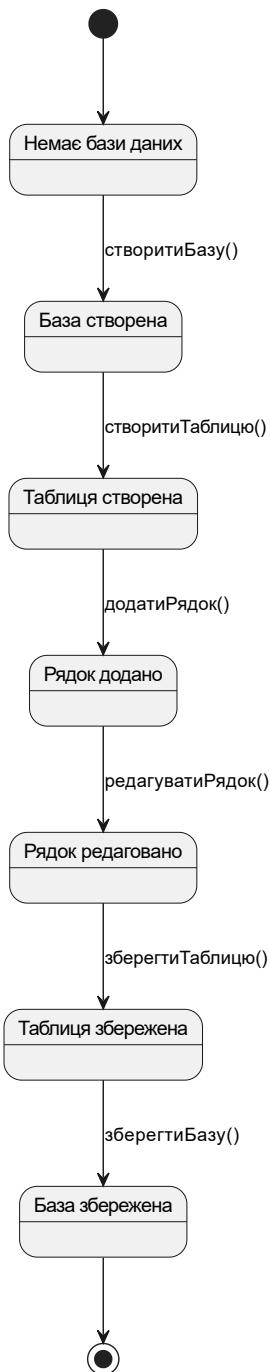 Немає бази даних
створитиБазу()
База створена
створитиТаблицю()
Таблиця створена
додатиРядок()
Рядок додано
редагуватиРядок()
Рядок редаговано
зберегтиТаблицю()
Таблиця збережена
зберегтиБазу()
База збережена